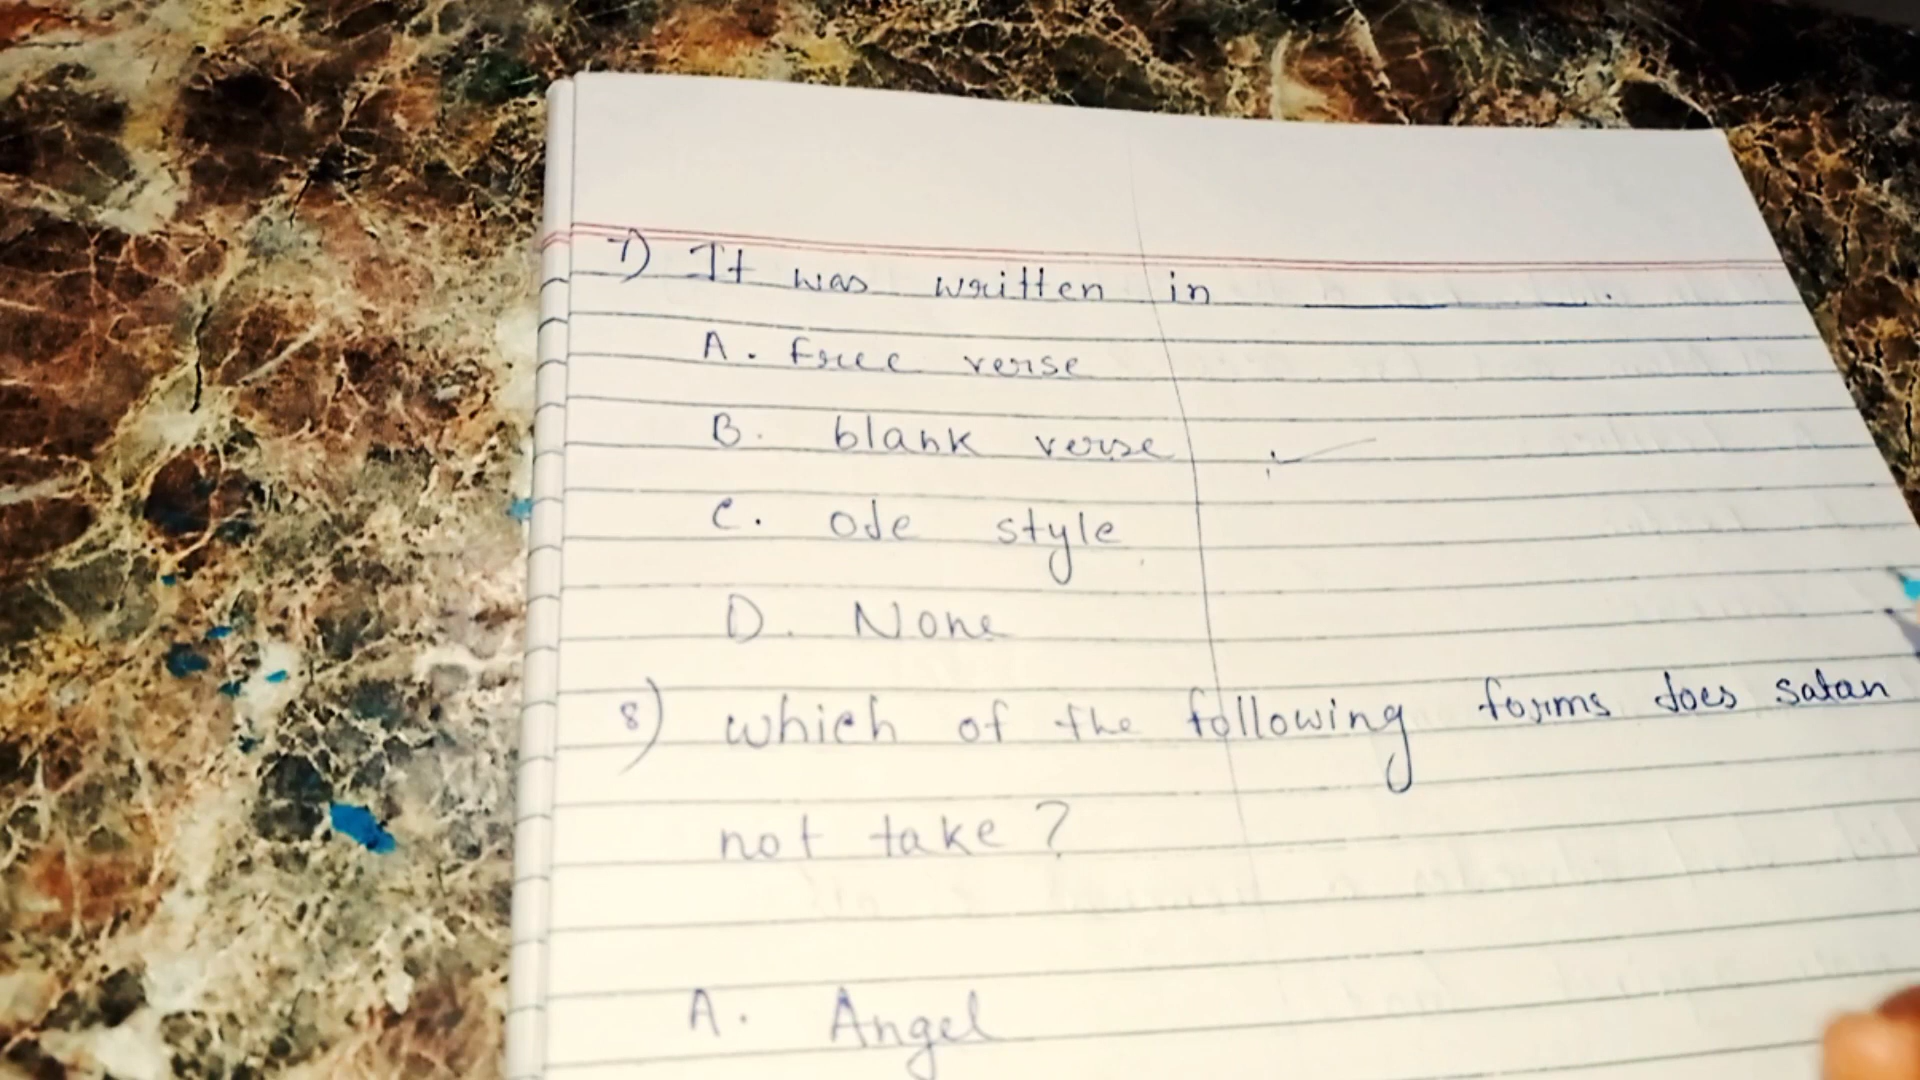 7) It was written in ________.
A. free verse
B. blank verse ✓
C. ode style
D. None
8) which of the following forms does satan
not take?
A. Angel